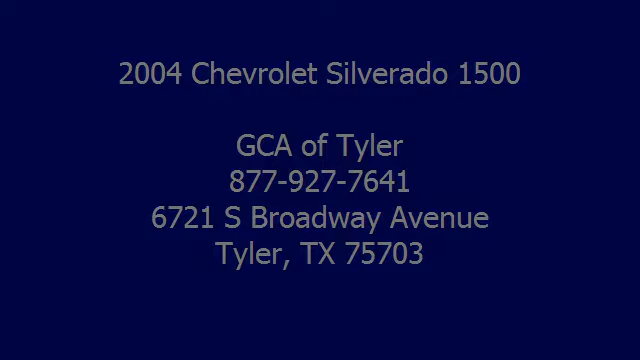 2004 Chevrolet Silverado 1500
GCA of Tyler
877-927-7641
6721 S Broadway Avenue
Tyler, TX 75703